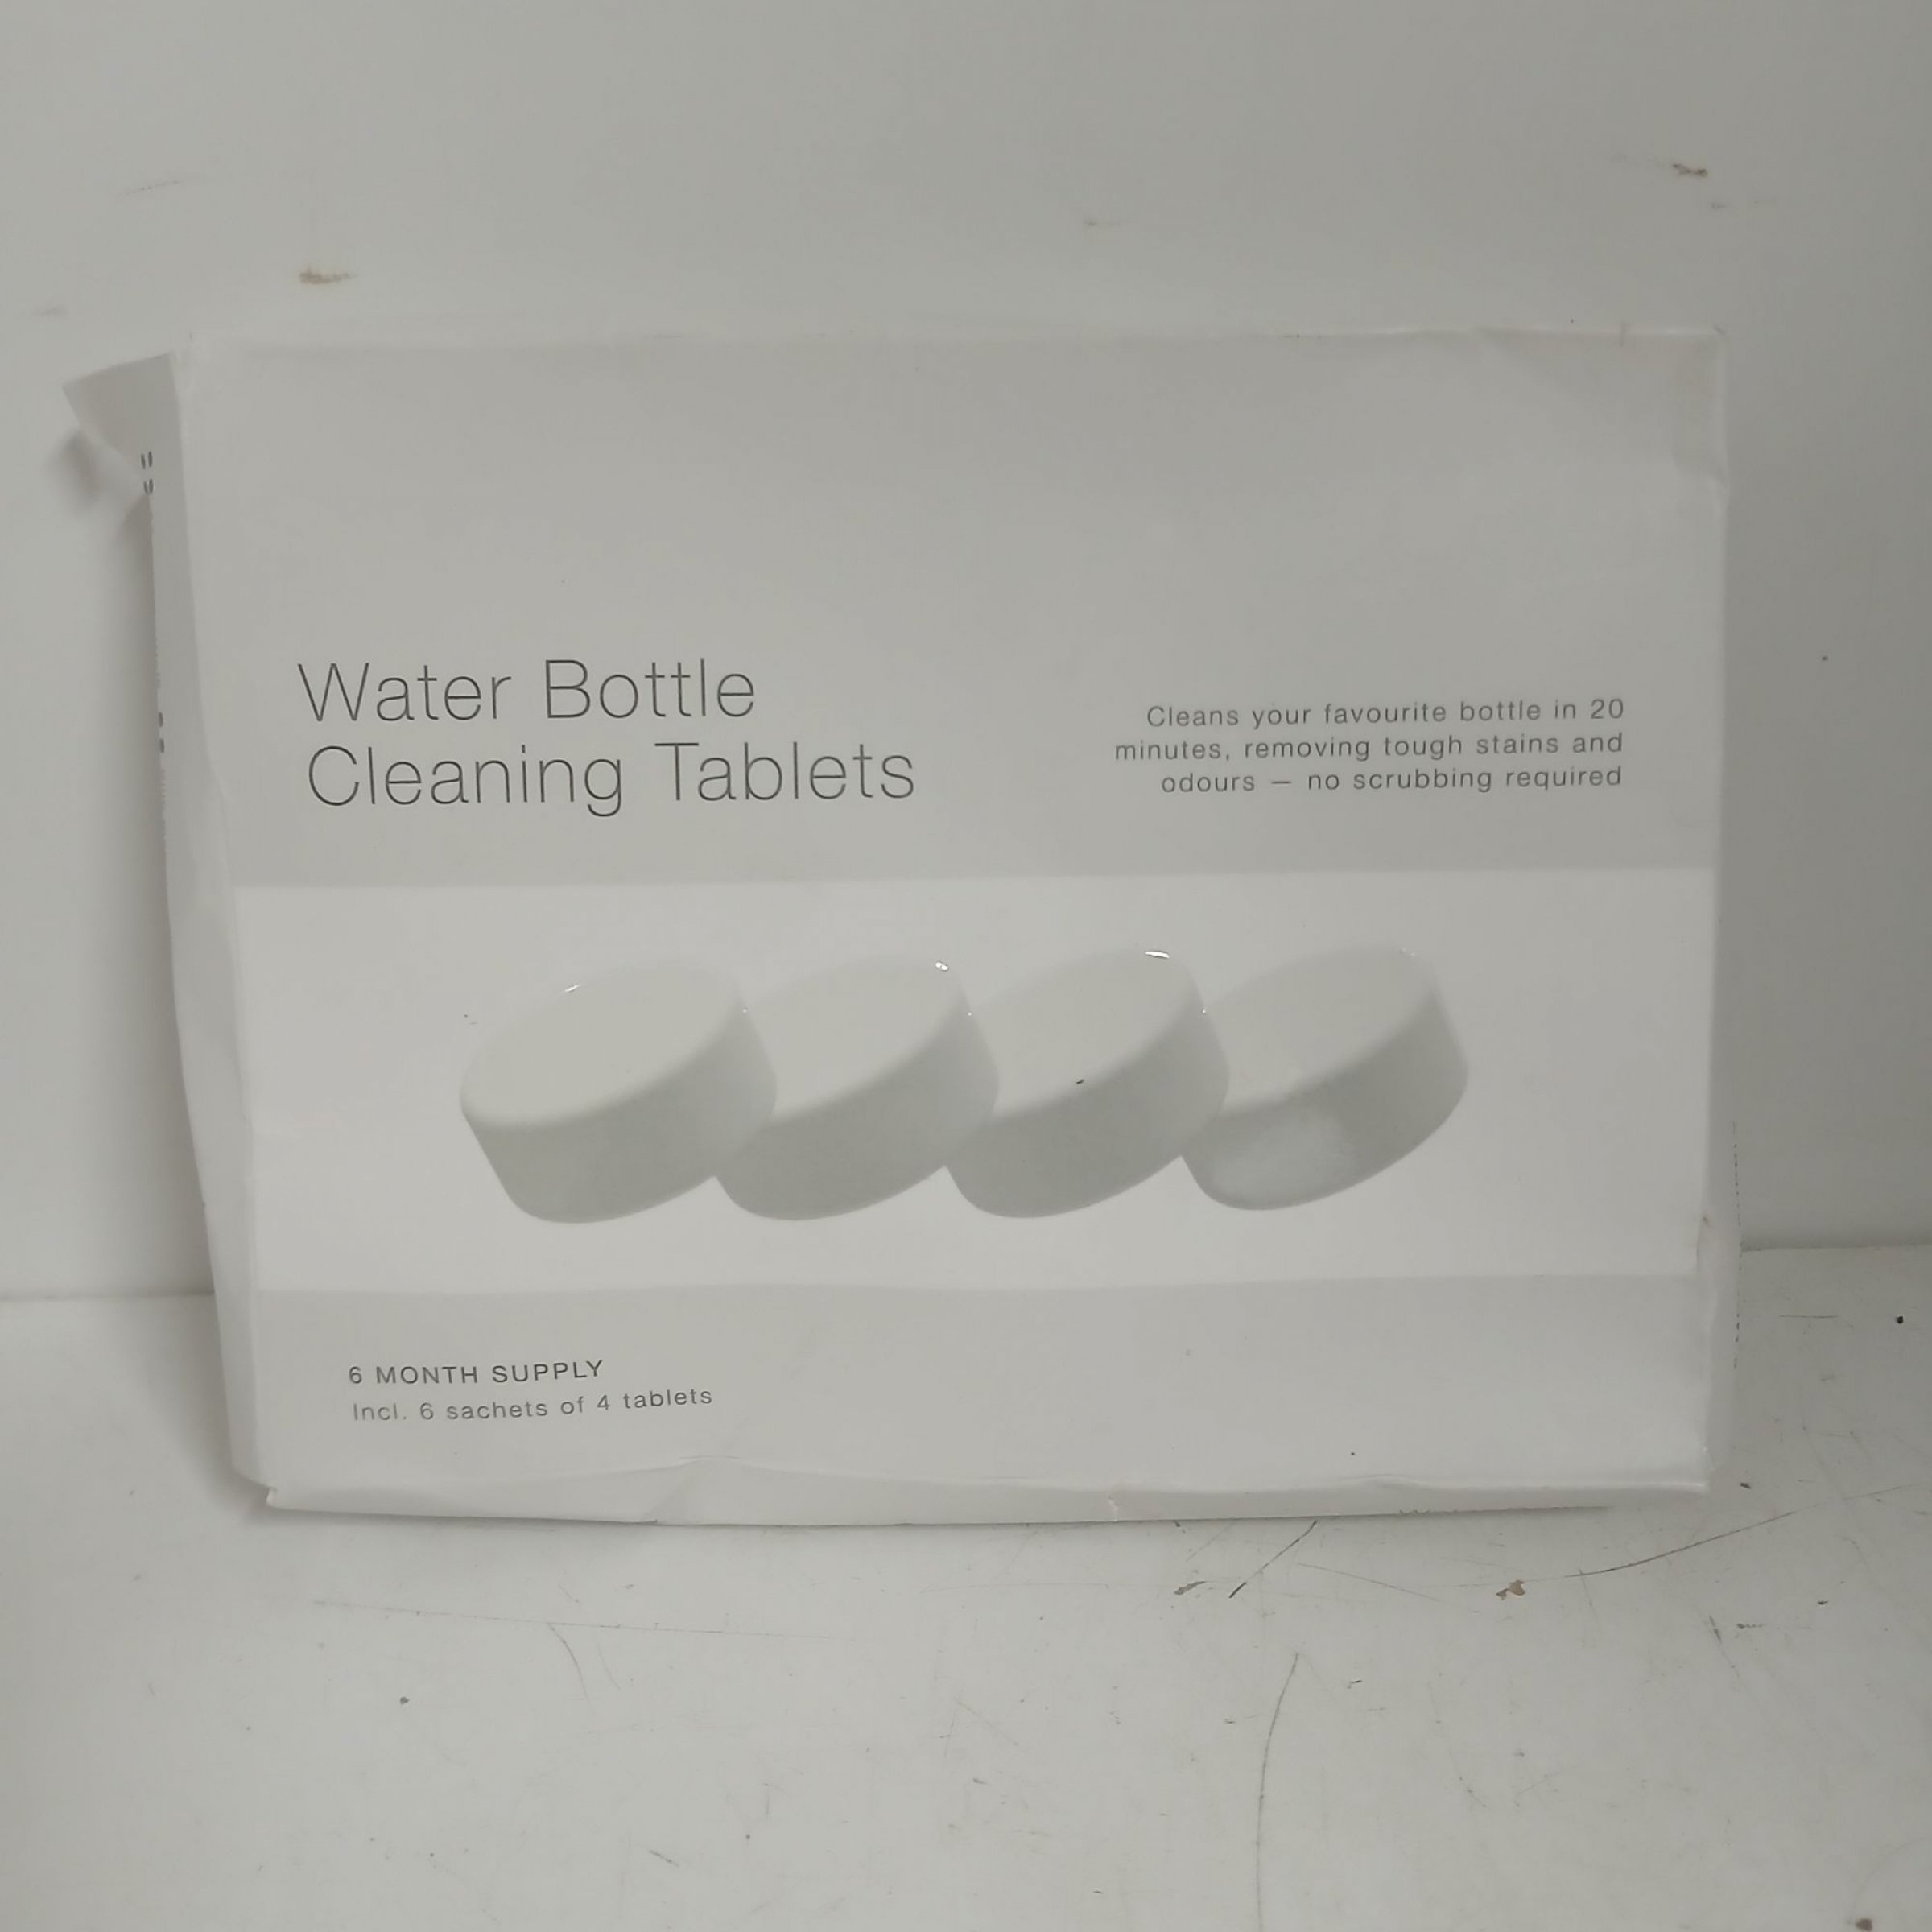 Water Bottle
Cleaning Tablets
Cleans your favourite bottle in 20
minutes, removing tough stains and
odours — no scrubbing required
6 MONTH SUPPLY
Incl. 6 sachets of 4 tablets